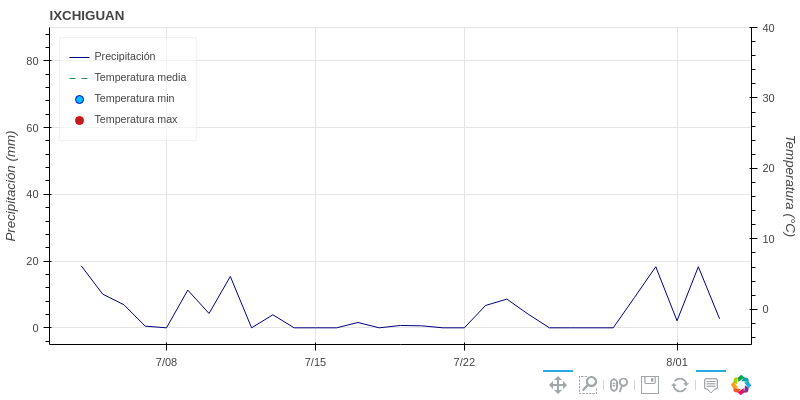 IXCHIGUAN
Precipitación
Temperatura media
Temperatura min
Temperatura max
Precipitación (mm)
80
60
40
20
0
Temperatura (°C)
40
30
20
10
0
7/08
7/15
7/22
8/01